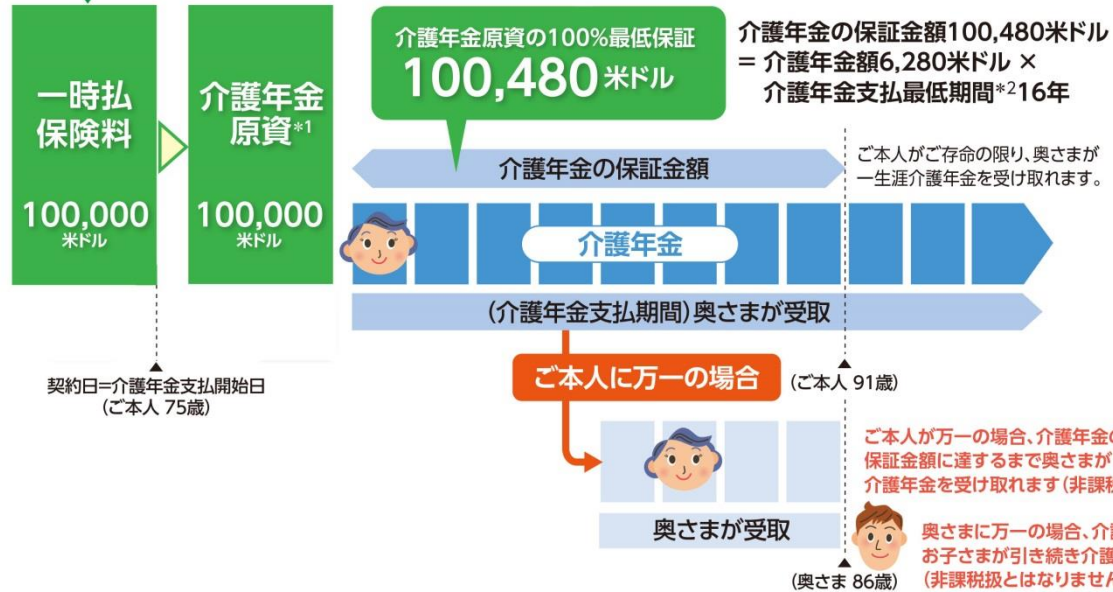 一時払
保険料
100,000
米ドル
介護年金
原資*1
100,000
米ドル
介護年金原資の100%最低保証
100,480米ドル
介護年金の保証金額100,480米ドル
= 介護年金額6,280米ドル ×
介護年金支払最低期間*2 16年
介護年金の保証金額
ご本人がご存命の限り、奥さまが
一生涯介護年金を受け取れます。
介護年金
(介護年金支払期間)奥さまが受取
契約日=介護年金支払開始日
(ご本人 75歳)
ご本人に万一の場合
(ご本人 91歳)
ご本人が万一の場合、介護年金の
保証金額に達するまで奥さまが
介護年金を受け取れます(非課税
奥さまが受取
奥さまに万一の場合、介
お子さまが引き続き介
(非課税扱とはなりません
(奥さま 86歳)